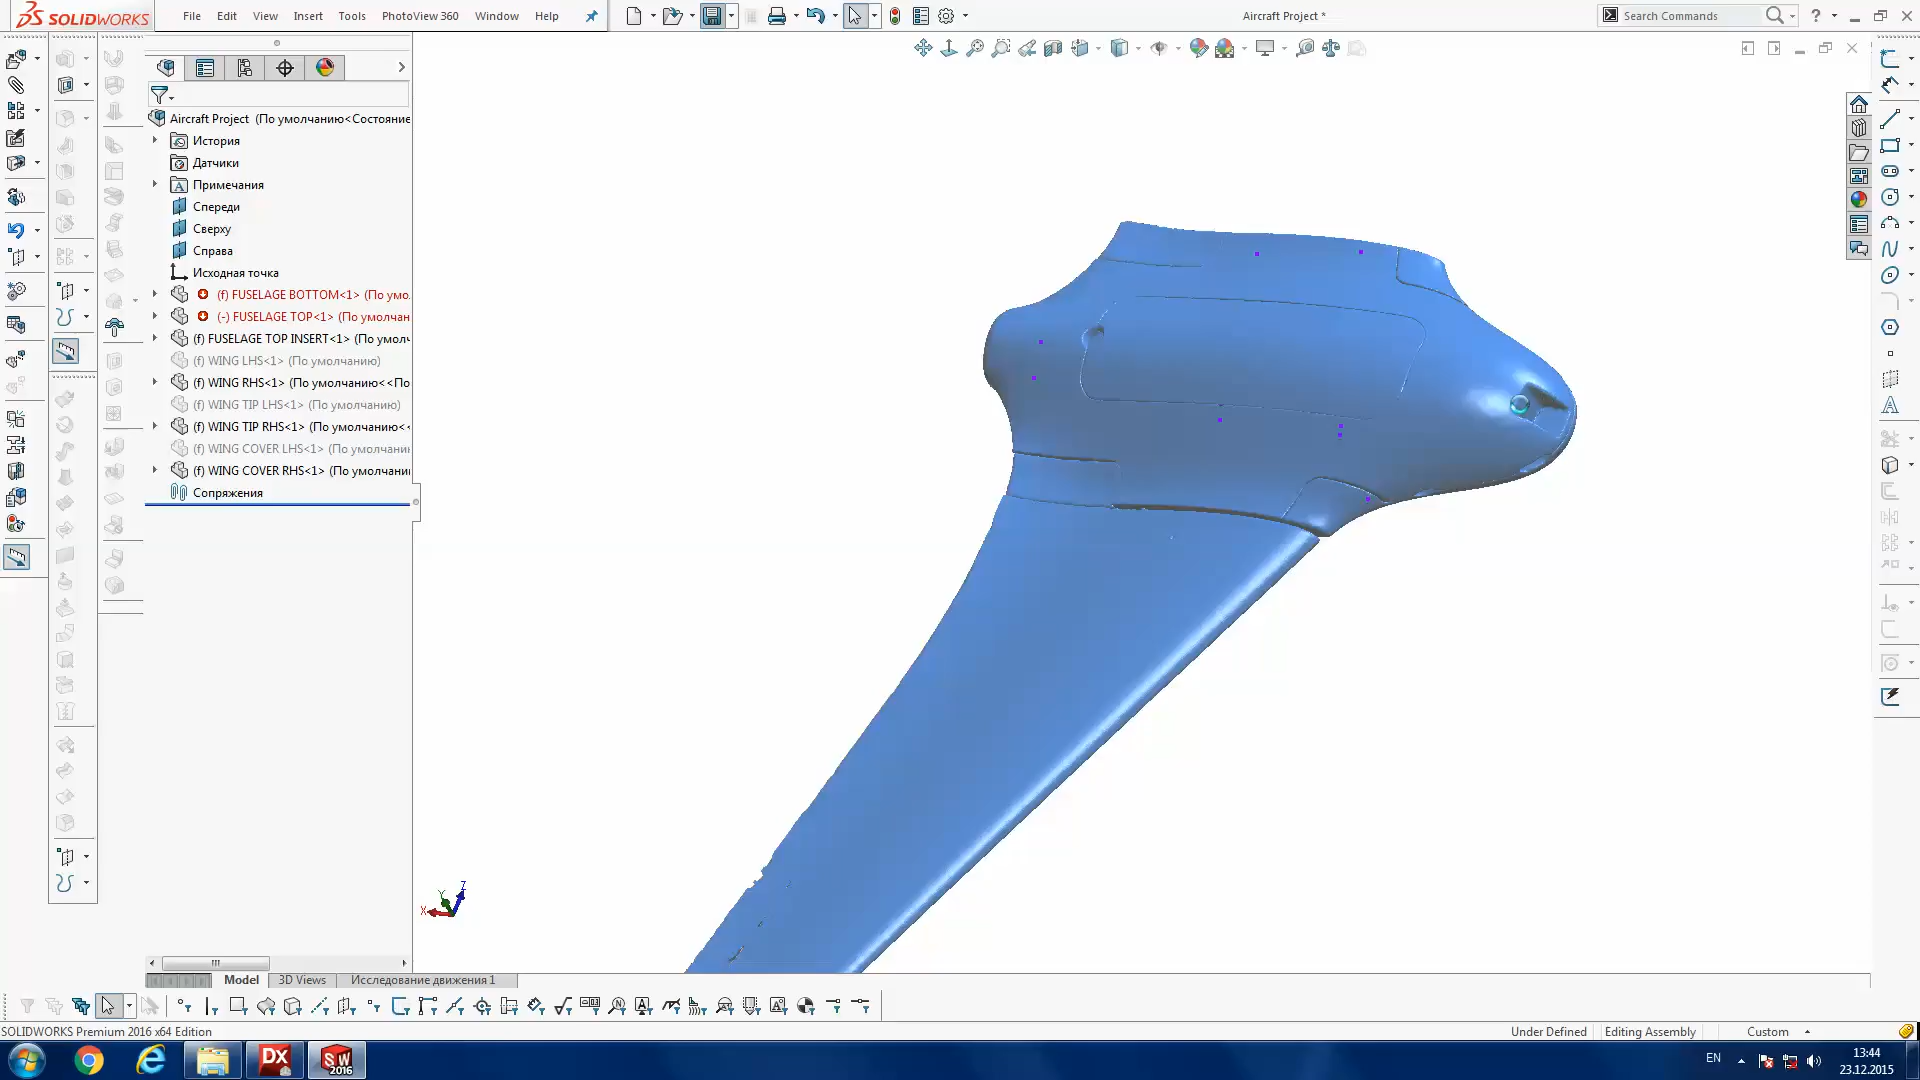 SOLIDWORKS File Edit View Insert Tools PhotoView 360 Window Help
Aircraft Project *
Search Commands
Aircraft Project (По умолчанию<Состояние
История
Датчики
Примечания
Спереди
Сверху
Справа
Исходная точка
(f) FUSELAGE BOTTOM<1> (По умо
(-) FUSELAGE TOP<1> (По умолчан
(f) FUSELAGE TOP INSERT<1> (По умолч
(f) WING LHS<1> (По умолчанию)
(f) WING RHS<1> (По умолчанию<<По
(f) WING TIP LHS<1> (По умолчанию)
(f) WING TIP RHS<1> (По умолчанию<<
(f) WING COVER LHS<1> (По умолчани
(f) WING COVER RHS<1> (По умолчани
Сопряжения
Z
Y
X
Model 3D Views Исследование движения 1
SOLIDWORKS Premium 2016 x64 Edition
Under Defined Editing Assembly Custom
DX
SW
2016
EN
13:44
23.12.2015